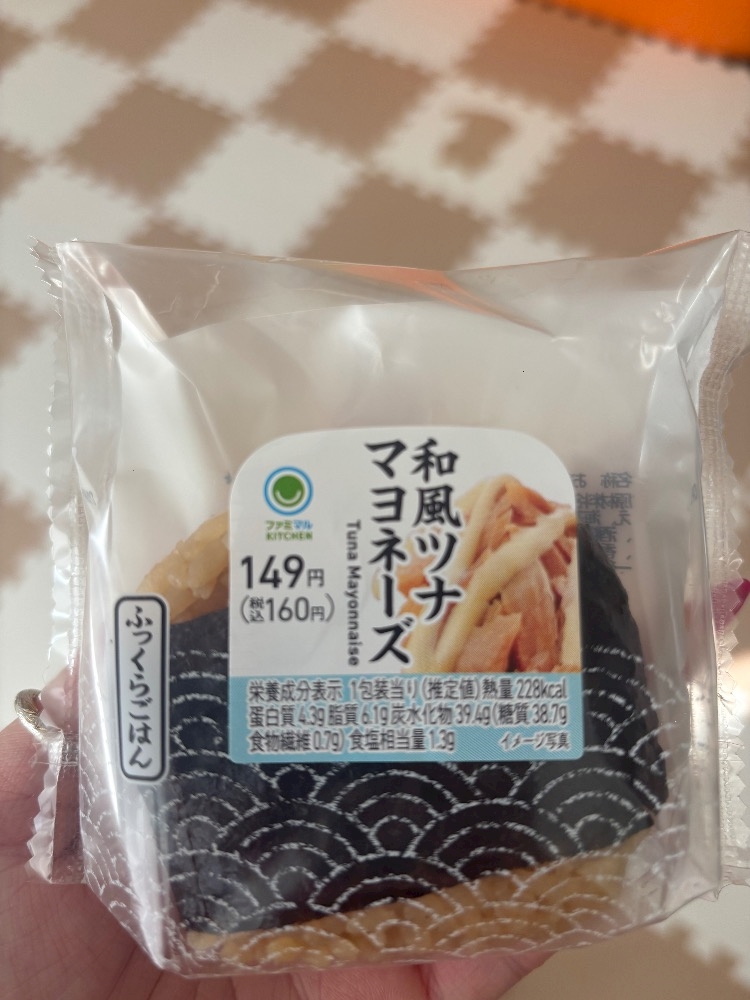 和風ツナ
マヨネーズ
Tuna Mayonnaise
ファミマル
KITCHEN
149円
(税込160円)
ふっくらごはん
栄養成分表示 1包装当り(推定値)熱量228kcal
蛋白質4.3g脂質6.1g炭水化物39.4g(糖質38.7g
食物繊維0.7g)食塩相当量1.3g
イメージ写真